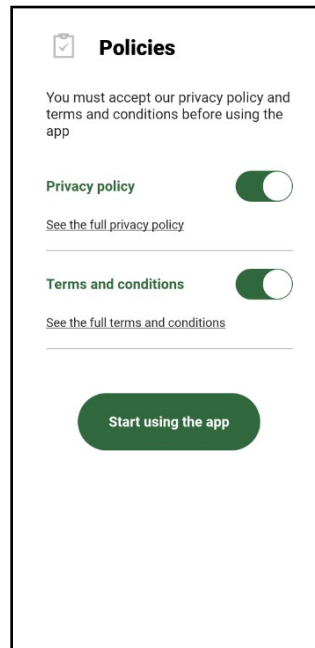 Policies
You must accept our privacy policy and
terms and conditions before using the
app
Privacy policy
See the full privacy policy
Terms and conditions
See the full terms and conditions
Start using the app